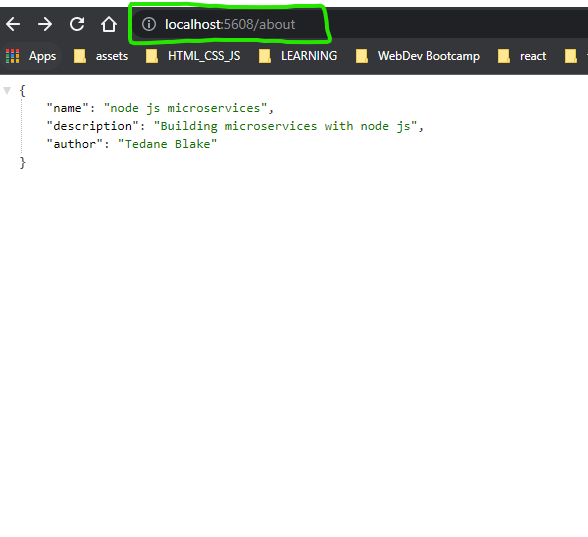 localhost:5608/about
Apps assets HTML_CSS_JS LEARNING WebDev Bootcamp react
{
"name": "node js microservices",
"description": "Building microservices with node js",
"author": "Tedane Blake"
}